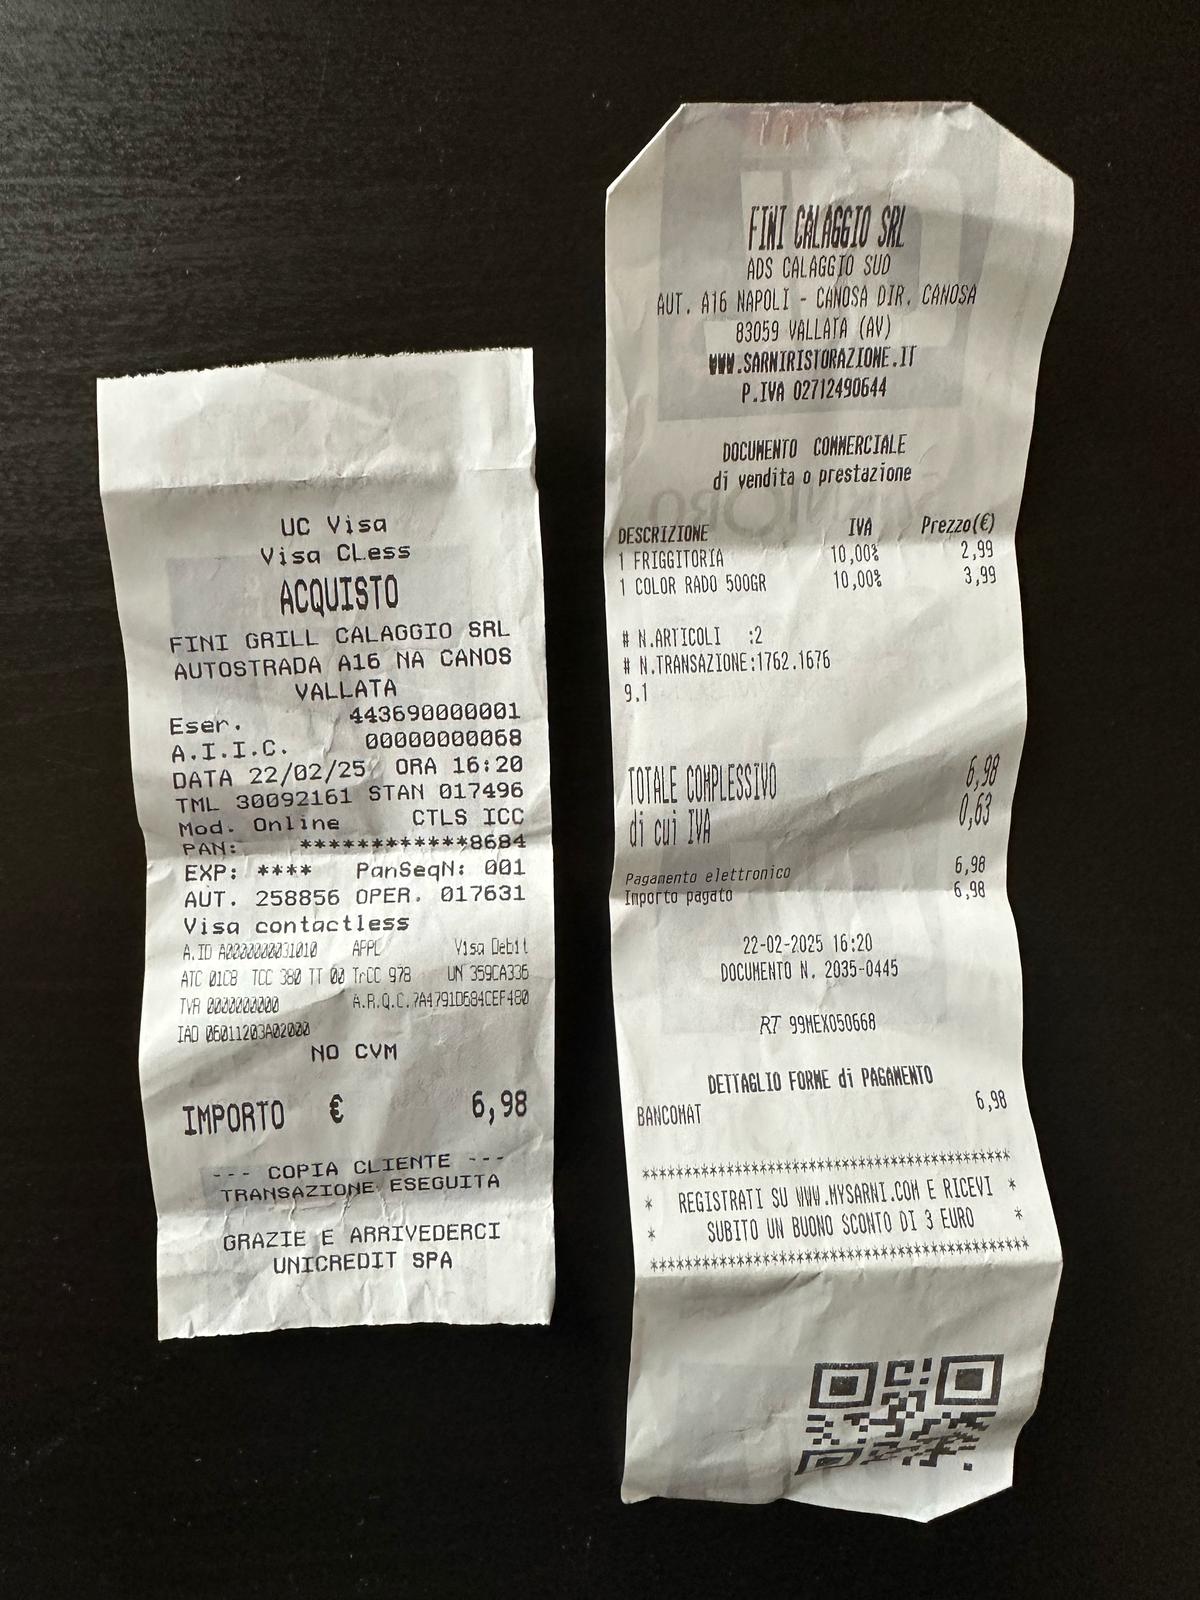 UC Visa
Visa CLess
ACQUISTO
FINI GRILL CALAGGIO SRL
AUTOSTRADA A16 NA CANOS
VALLATA
Eser. 443690000001
A.I.I.C. 00000000068
DATA 22/02/25 ORA 16:20
TML 30092161 STAN 017496
Mod. Online CTLS ICC
PAN: ************8684
EXP: **** PanSeqN: 001
AUT. 258856 OPER. 017631
Visa contactless
A.ID A0000000031010 APPL Visa Debit
ATC 01C8 TCC 380 TT 00 TrCC 978 UN 359CA336
TVR 0000000000 A.R.Q.C.7A4791D684CEF480
IAD 06011203A02000
NO CVM
IMPORTO € 6,98
--- COPIA CLIENTE ---
TRANSAZIONE ESEGUITA
GRAZIE E ARRIVEDERCI
UNICREDIT SPA
FINI CALAGGIO SRL
ADS CALAGGIO SUD
AUT. A16 NAPOLI - CANOSA DIR. CANOSA
83059 VALLATA (AV)
WWW.SARNIRISTORAZIONE.IT
P.IVA 02712490644
DOCUMENTO COMMERCIALE
di vendita o prestazione
DESCRIZIONE IVA Prezzo(€)
1 FRIGGITORIA 10,00% 2,99
1 COLOR RADO 500GR 10,00% 3,99
# N.ARTICOLI :2
# N.TRANSAZIONE:1762.1676
9.1
TOTALE COMPLESSIVO 6,98
di cui IVA 0,63
Pagamento elettronico 6,98
Importo pagato 6,98
22-02-2025 16:20
DOCUMENTO N. 2035-0445
RT 99MEX050668
DETTAGLIO FORME di PAGAMENTO
BANCOMAT 6,98
******************************************
* REGISTRATI SU WWW.MYSARNI.COM E RICEVI *
* SUBITO UN BUONO SCONTO DI 3 EURO *
******************************************